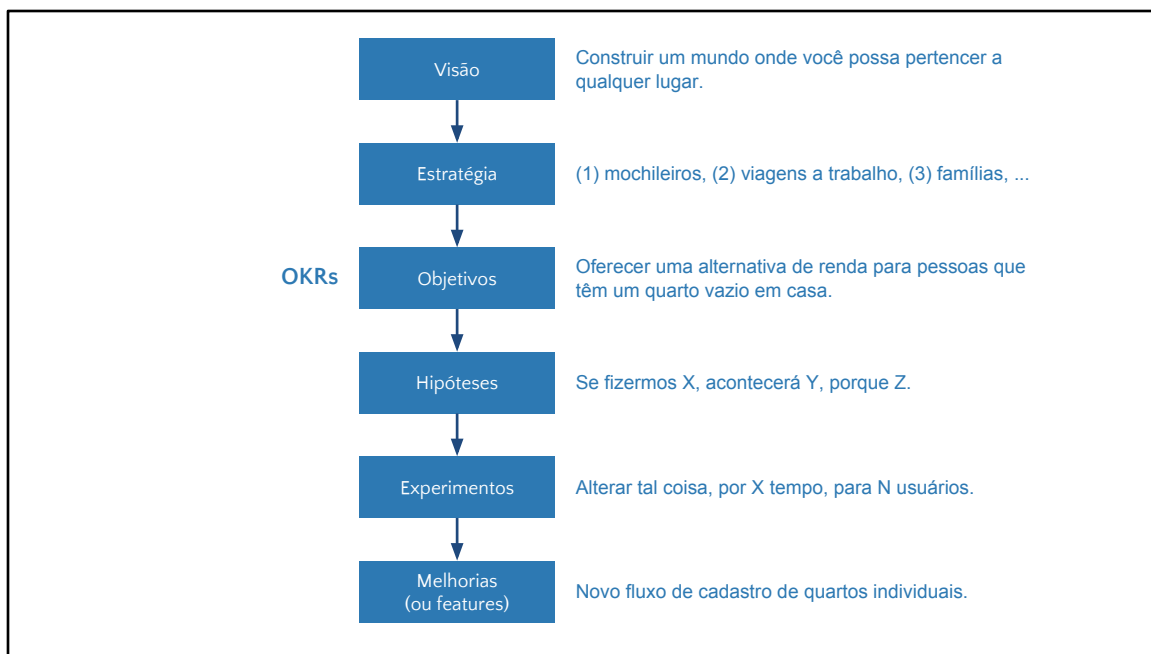 Visão
Construir um mundo onde você possa pertencer a
qualquer lugar.
Estratégia
(1) mochileiros, (2) viagens a trabalho, (3) famílias, ...
OKRs
Objetivos
Oferecer uma alternativa de renda para pessoas que
têm um quarto vazio em casa.
Hipóteses
Se fizermos X, acontecerá Y, porque Z.
Experimentos
Alterar tal coisa, por X tempo, para N usuários.
Melhorias
(ou features)
Novo fluxo de cadastro de quartos individuais.